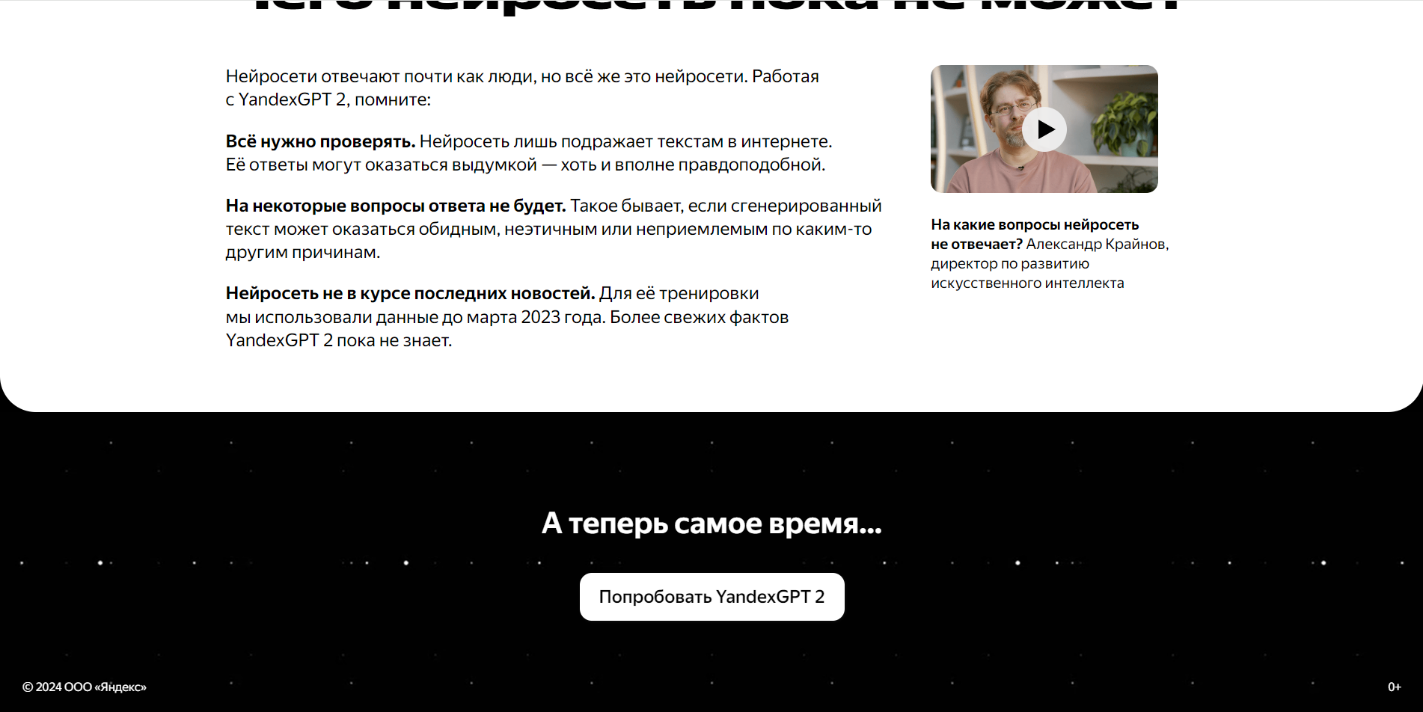 Чего нейросеть пока не может
Нейросети отвечают почти как люди, но всё же это нейросети. Работая
с YandexGPT 2, помните:
Всё нужно проверять. Нейросеть лишь подражает текстам в интернете.
Её ответы могут оказаться выдумкой — хоть и вполне правдоподобной.
На некоторые вопросы ответа не будет. Такое бывает, если сгенерированный
текст может оказаться обидным, неэтичным или неприемлемым по каким-то
другим причинам.
Нейросеть не в курсе последних новостей. Для её тренировки
мы использовали данные до марта 2023 года. Более свежих фактов
YandexGPT 2 пока не знает.
На какие вопросы нейросеть
не отвечает? Александр Крайнов,
директор по развитию
искусственного интеллекта
А теперь самое время...
Попробовать YandexGPT 2
© 2024 ООО «Яндекс»
0+